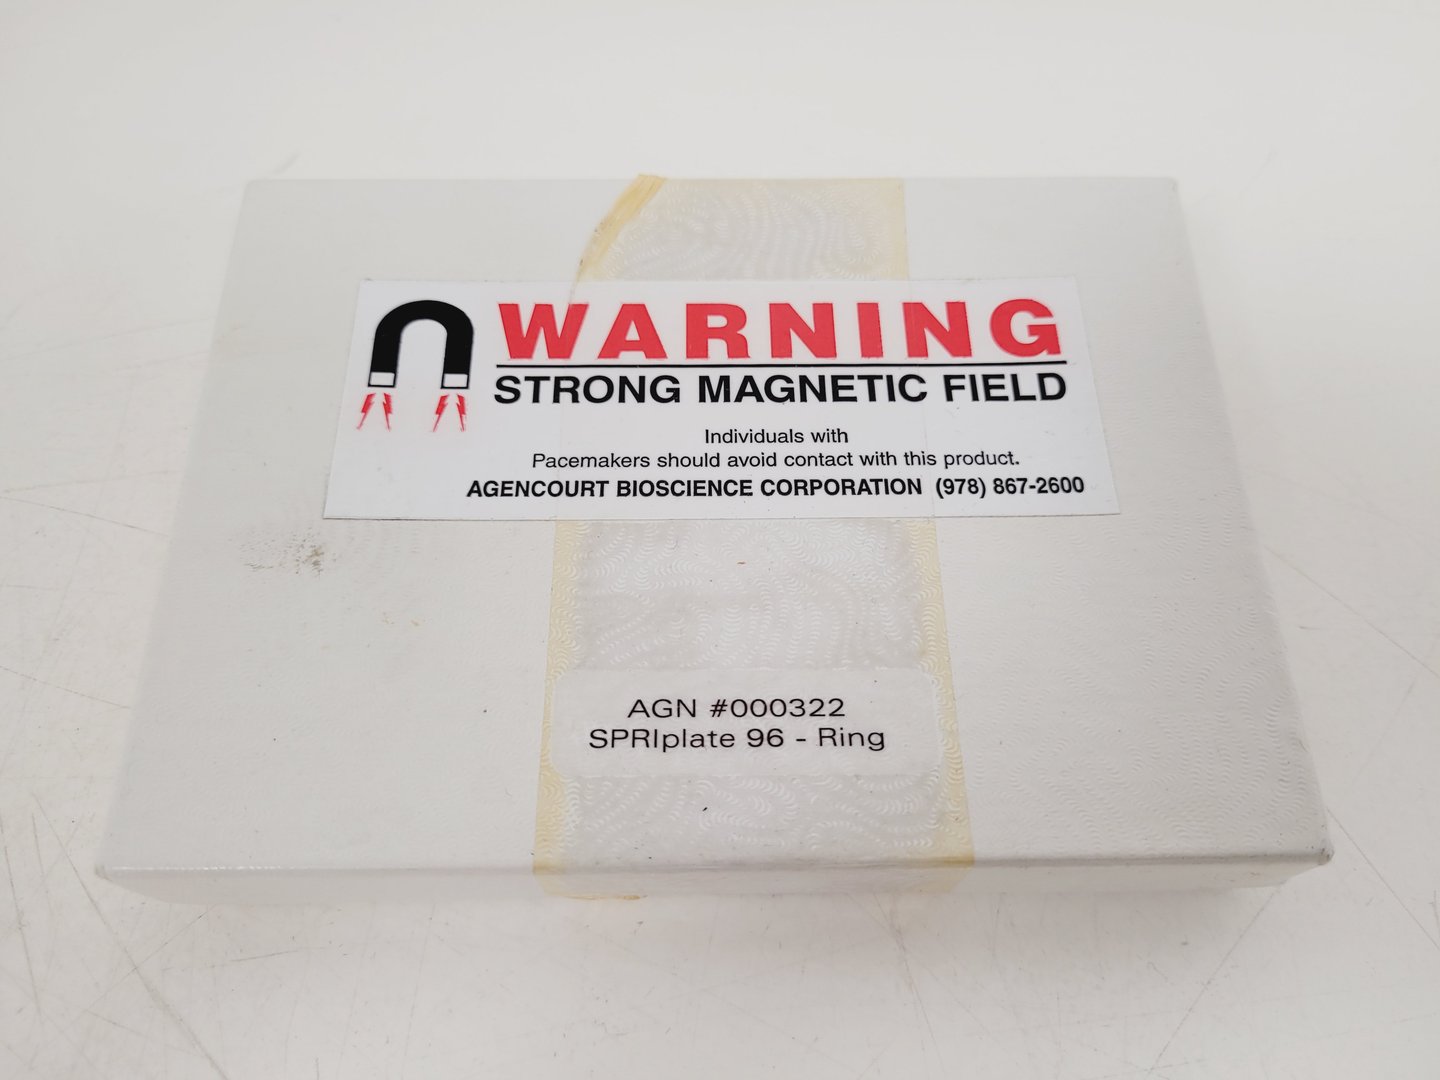 WARNING
STRONG MAGNETIC FIELD
Individuals with
Pacemakers should avoid contact with this product.
AGENCOURT BIOSCIENCE CORPORATION (978) 867-2600
AGN #000322
SPRIplate 96 - Ring